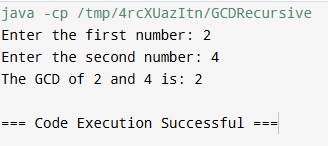 java -cp /tmp/4rcXUazItn/GCDRecursive
Enter the first number: 2
Enter the second number: 4
The GCD of 2 and 4 is: 2
=== Code Execution Successful ===